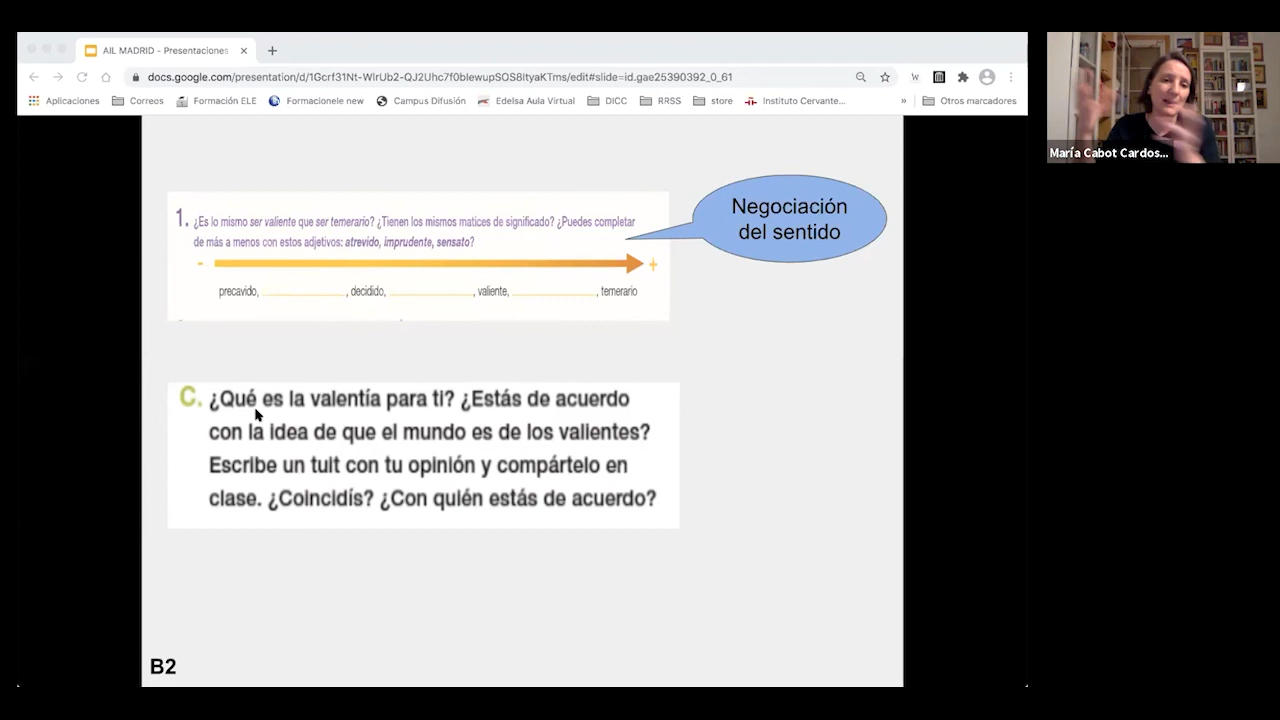 AIL MADRID - Presentaciones
docs.google.com/presentation/d/1Gcrf31Nt-WIrUb2-QJ2Uhc7f0blewupSOS8ItyaKTms/edit#slide=id.gae25390392_0_61
Aplicaciones Correos Formación ELE Formacionele new Campus Difusión Edelsa Aula Virtual DICC RRSS store Instituto Cervante... » Otros marcadores
María Cabot Cardos...
1. ¿Es lo mismo ser valiente que ser temerario? ¿Tienen los mismos matices de significado? ¿Puedes completar
de más a menos con estos adjetivos: atrevido, imprudente, sensato?
- +
precavido, , decidido, , valiente, , temerario
Negociación
del sentido
C. ¿Qué es la valentía para ti? ¿Estás de acuerdo
con la idea de que el mundo es de los valientes?
Escribe un tuit con tu opinión y compártelo en
clase. ¿Coincidís? ¿Con quién estás de acuerdo?
B2